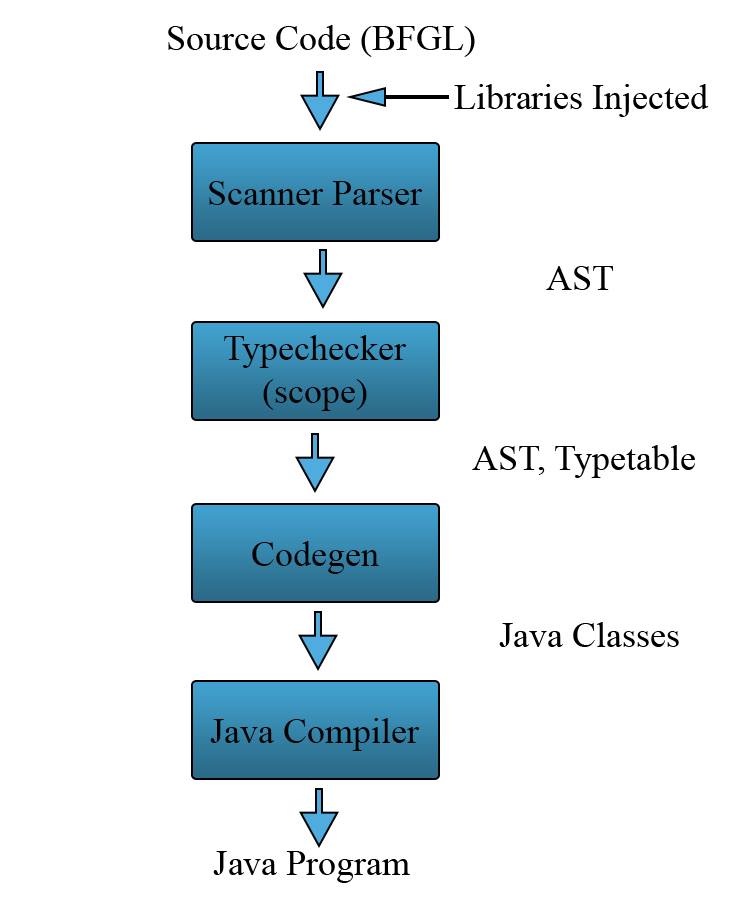 Source Code (BFGL)
Libraries Injected
Scanner Parser
AST
Typechecker
(scope)
AST, Typetable
Codegen
Java Classes
Java Compiler
Java Program